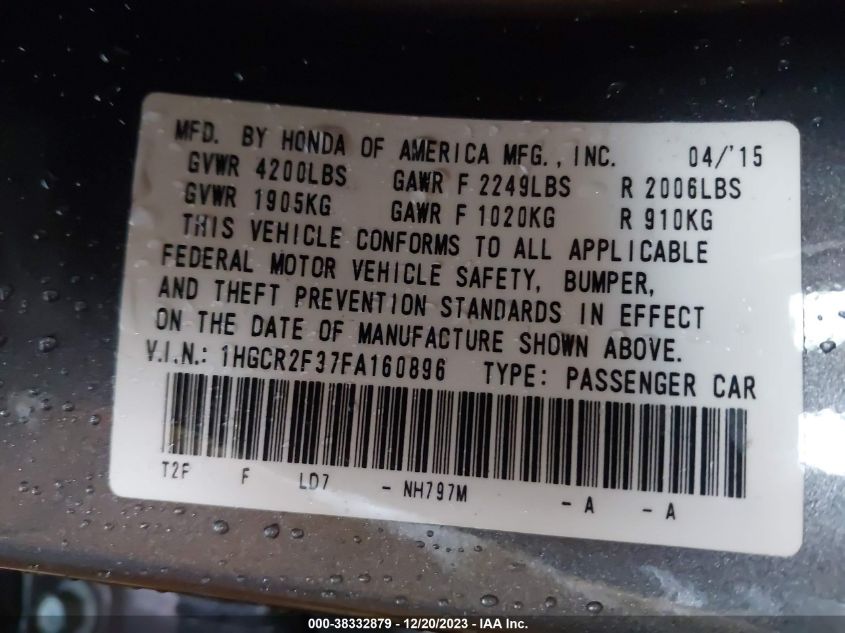 MFD. BY HONDA OF AMERICA MFG., INC. 04/'15
GVWR 4200LBS GAWR F 2249LBS R 2006LBS
GVWR 1905KG GAWR F 1020KG R 910KG
THIS VEHICLE CONFORMS TO ALL APPLICABLE
FEDERAL MOTOR VEHICLE SAFETY, BUMPER,
AND THEFT PREVENTION STANDARDS IN EFFECT
ON THE DATE OF MANUFACTURE SHOWN ABOVE.
V.I.N.: 1HGCR2F37FA160896 TYPE: PASSENGER CAR
T2F F LD7 - NH797M - A - A
000-38332879 - 12/20/2023 - IAA Inc.